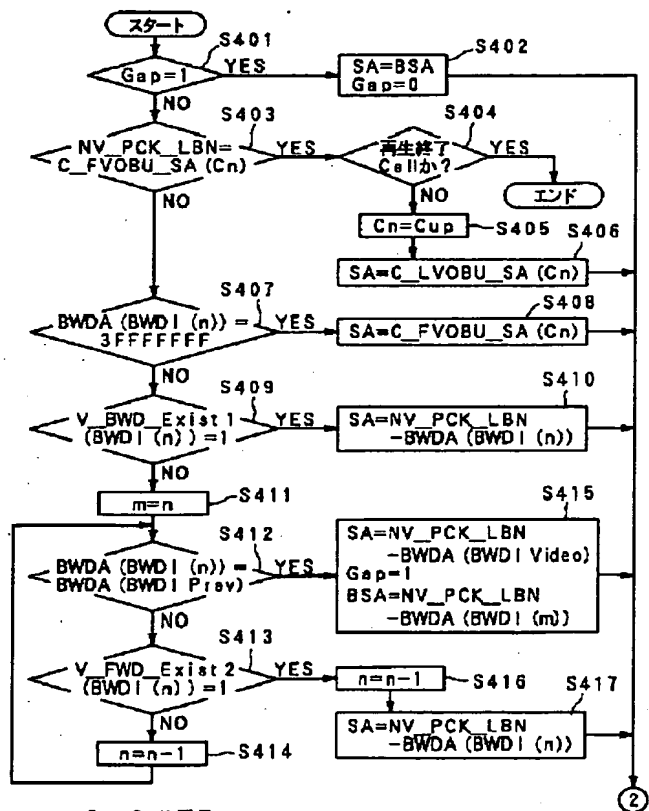 スタート
S401
Gap=1
YES
NO
S402
SA=BSA
Gap=0
S403
NV_PCK_LBN=
C_FVOBU_SA (Cn)
YES
NO
S404
再生終了
Cellか?
YES
NO
エンド
Cn=Cup
S405
S406
SA=C_LVOBU_SA (Cn)
S407
BWDA (BWDI (n)) =
3FFFFFFF
YES
NO
S408
SA=C_FVOBU_SA (Cn)
S409
V_BWD_Exist1
(BWDI (n)) =1
YES
NO
S410
SA=NV_PCK_LBN
-BWDA (BWDI (n))
m=n
S411
S412
BWDA (BWDI (n)) =
BWDA (BWDI Prev)
YES
NO
S415
SA=NV_PCK_LBN
-BWDA (BWDI Video)
Gap=1
BSA=NV_PCK_LBN
-BWDA (BWDI (m))
S413
V_FWD_Exist2
(BWDI (n)) =1
YES
NO
n=n-1
S416
S417
SA=NV_PCK_LBN
-BWDA (BWDI (n))
n=n-1
S414
2